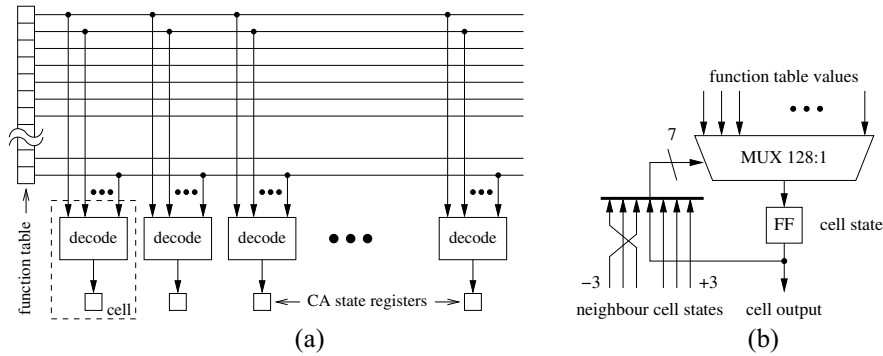 function table
decode
decode
decode
decode
cell
CA state registers
(a)
function table values
7
MUX 128:1
FF
cell state
−3
+3
neighbour cell states
cell output
(b)